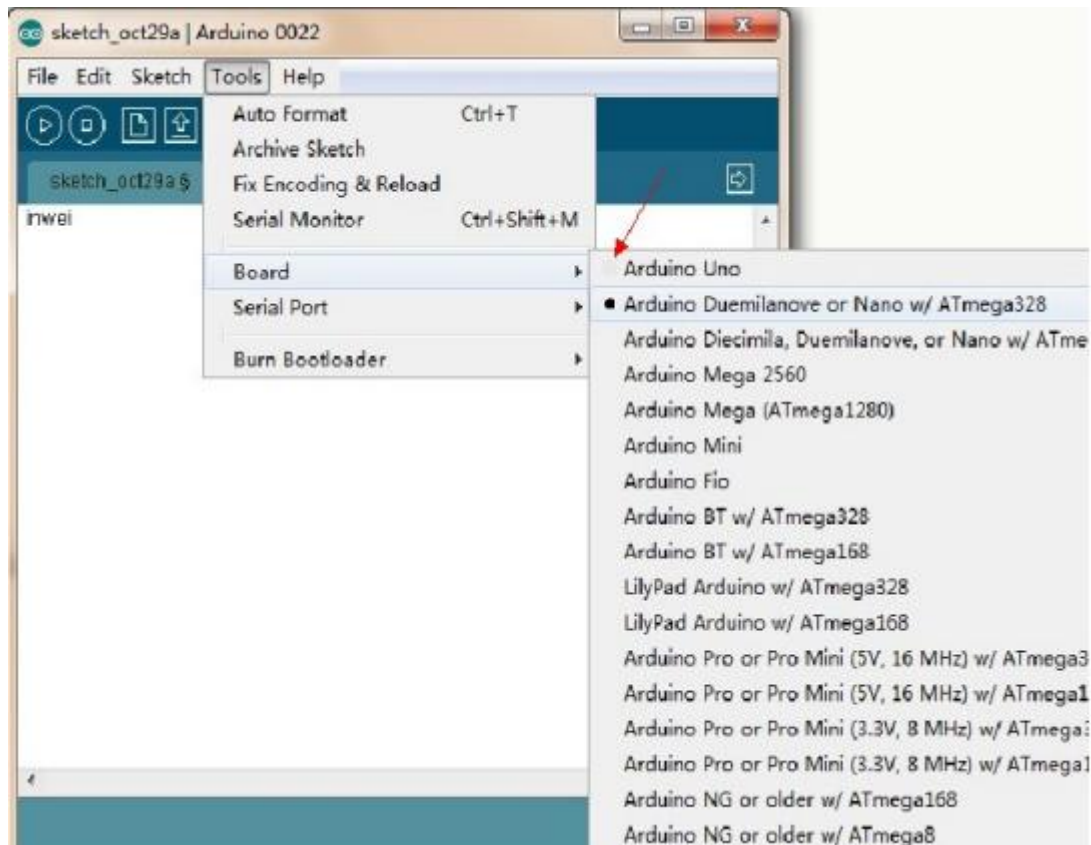 sketch_oct29a | Arduino 0022
File Edit Sketch Tools Help
sketch_oct29a §
inwei
Auto Format Ctrl+T
Archive Sketch
Fix Encoding & Reload
Serial Monitor Ctrl+Shift+M
Board
Serial Port
Burn Bootloader
Arduino Uno
Arduino Duemilanove or Nano w/ ATmega328
Arduino Diecimila, Duemilanove, or Nano w/ ATme
Arduino Mega 2560
Arduino Mega (ATmega1280)
Arduino Mini
Arduino Fio
Arduino BT w/ ATmega328
Arduino BT w/ ATmega168
LilyPad Arduino w/ ATmega328
LilyPad Arduino w/ ATmega168
Arduino Pro or Pro Mini (5V, 16 MHz) w/ ATmega3
Arduino Pro or Pro Mini (5V, 16 MHz) w/ ATmega1
Arduino Pro or Pro Mini (3.3V, 8 MHz) w/ ATmega3
Arduino Pro or Pro Mini (3.3V, 8 MHz) w/ ATmega1
Arduino NG or older w/ ATmega168
Arduino NG or older w/ ATmega8